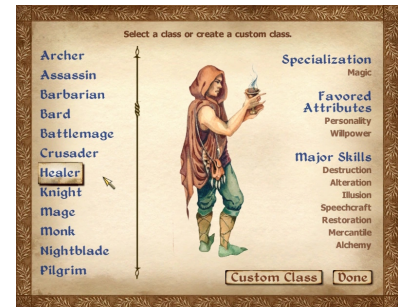 Select a class or create a custom class.
Archer
Assassin
Barbarian
Bard
Battlemage
Crusader
Healer
Knight
Mage
Monk
Nightblade
Pilgrim
Specialization
Magic
Favored
Attributes
Personality
Willpower
Major Skills
Destruction
Alteration
Illusion
Speechcraft
Restoration
Mercantile
Alchemy
Custom Class
Done